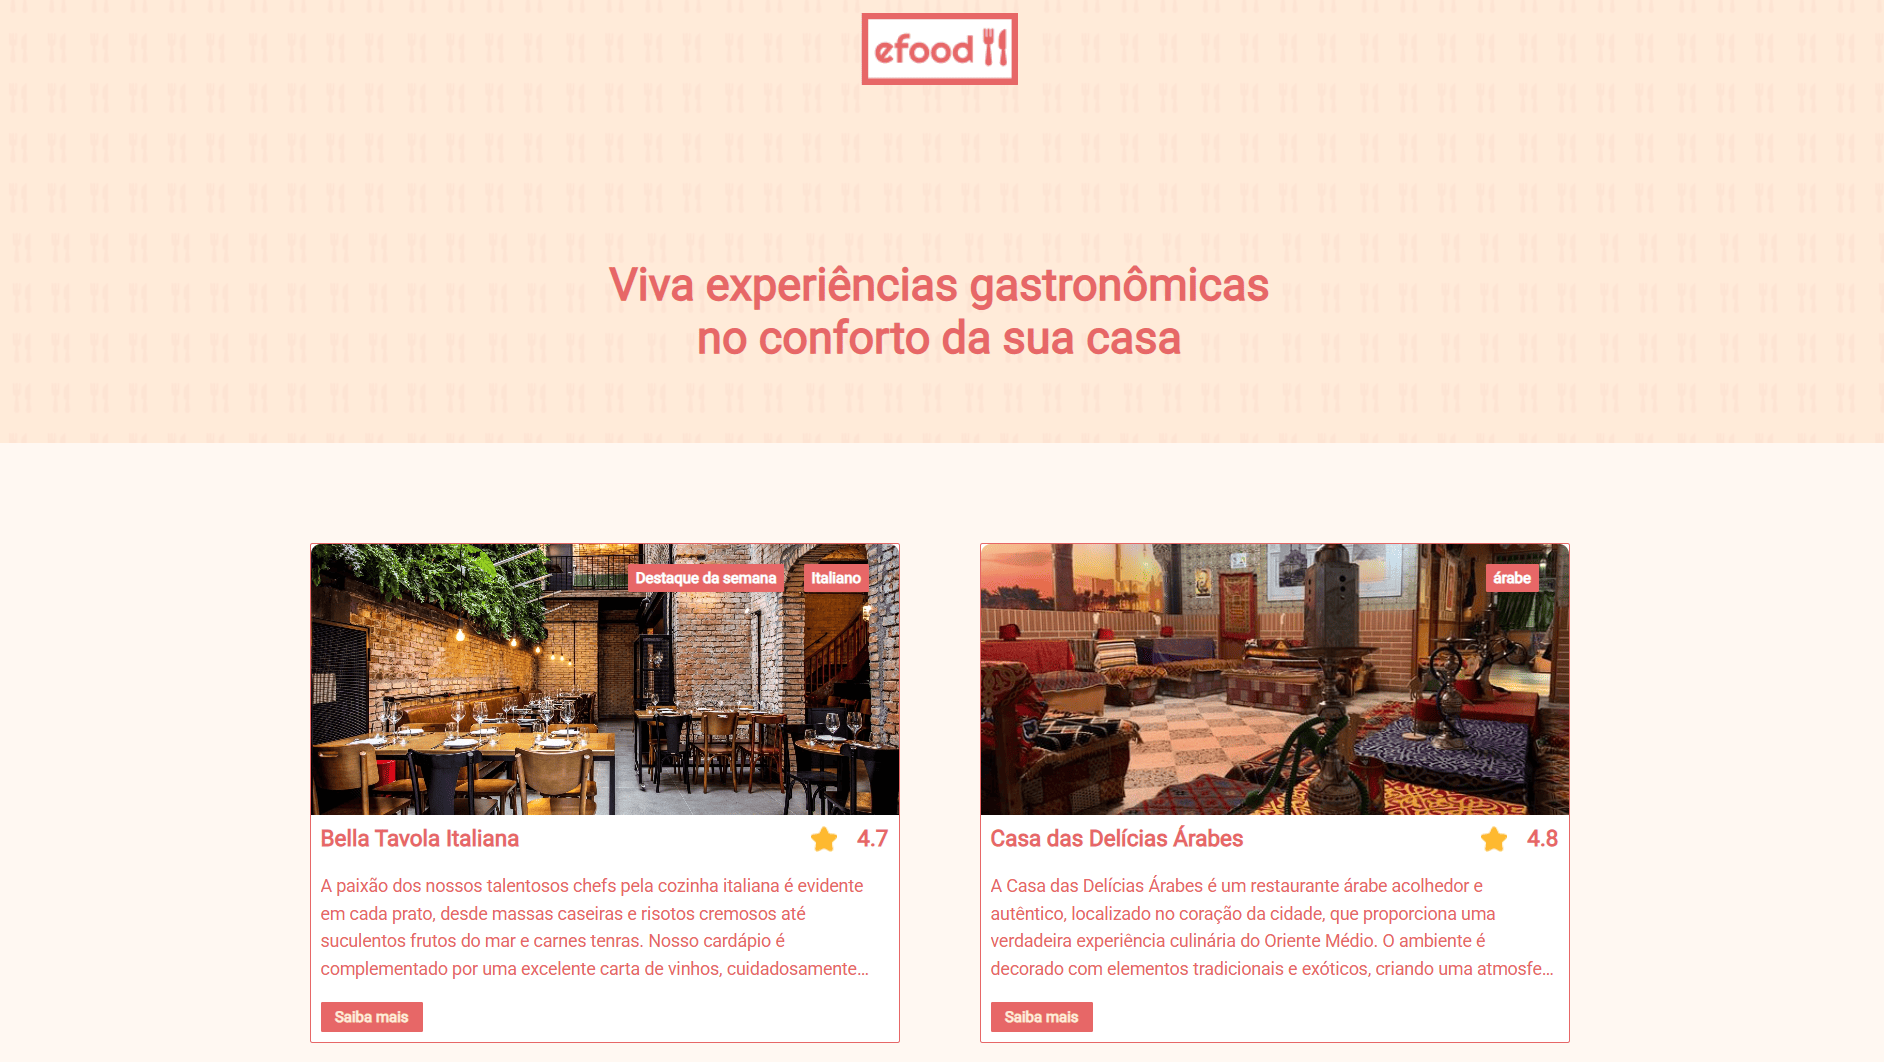 efood
Viva experiências gastronômicas
no conforto da sua casa
Destaque da semana
Italiano
Bella Tavola Italiana
4.7
A paixão dos nossos talentosos chefs pela cozinha italiana é evidente
em cada prato, desde massas caseiras e risotos cremosos até
suculentos frutos do mar e carnes tenras. Nosso cardápio é
complementado por uma excelente carta de vinhos, cuidadosamente...
Saiba mais
árabe
Casa das Delícias Árabes
4.8
A Casa das Delícias Árabes é um restaurante árabe acolhedor e
autêntico, localizado no coração da cidade, que proporciona uma
verdadeira experiência culinária do Oriente Médio. O ambiente é
decorado com elementos tradicionais e exóticos, criando uma atmosfe...
Saiba mais